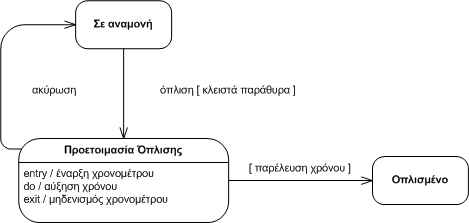 Σε αναμονή
ακύρωση
όπλιση [ κλειστά παράθυρα ]
Προετοιμασία Όπλισης
entry / έναρξη χρονομέτρου
do / αύξηση χρόνου
exit / μηδενισμός χρονομέτρου
[ παρέλευση χρόνου ]
Οπλισμένο